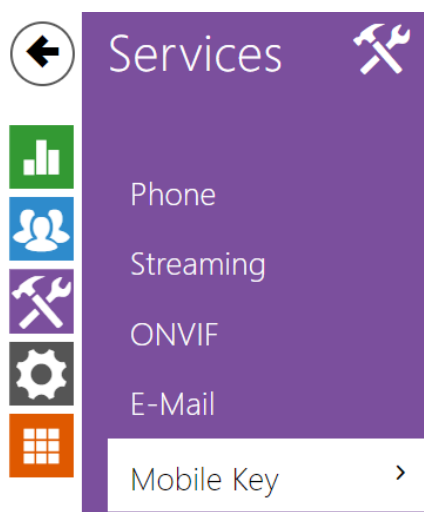 Services
Phone
Streaming
ONVIF
E-Mail
Mobile Key